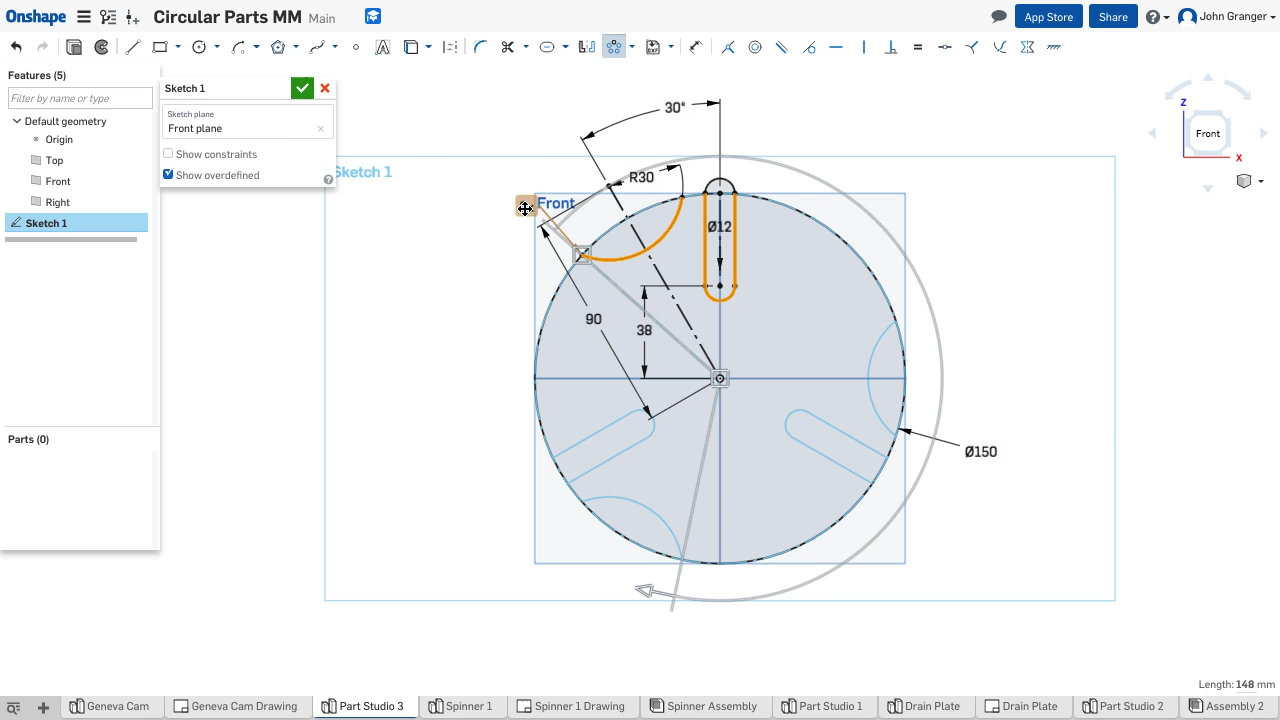 Onshape
Circular Parts MM Main
App Store
Share
John Granger
Features (5)
Filter by name or type
Default geometry
Origin
Top
Front
Right
Sketch 1
Parts (0)
Sketch 1
Sketch plane
Front plane
Show constraints
Show overdefined
Sketch 1
Front
30°
R30
Ø12
90
38
Ø150
Z
Front
X
Length: 148 mm
Geneva Cam
Geneva Cam Drawing
Part Studio 3
Spinner 1
Spinner 1 Drawing
Spinner Assembly
Part Studio 1
Drain Plate
Drain Plate
Part Studio 2
Assembly 2